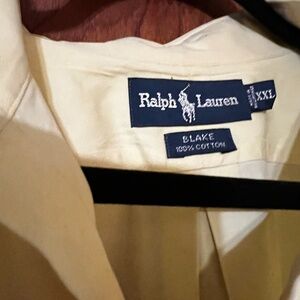 Ralph Lauren
XXL
BLAKE
100% COTTON